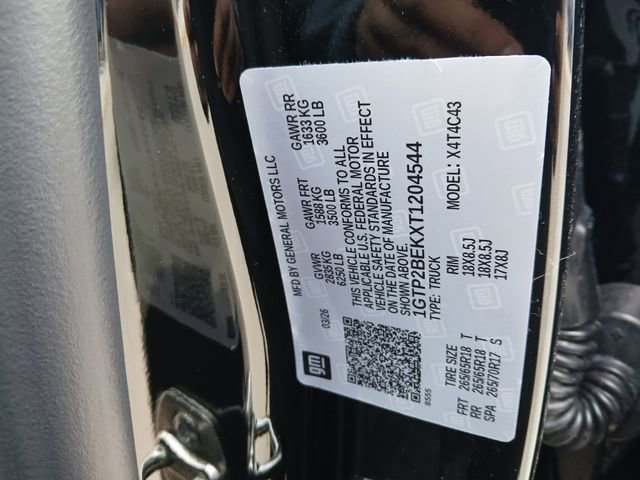 MFD BY GENERAL MOTORS LLC
03/26
GVWR
2835 KG
6250 LB
GAWR FRT
1588 KG
3500 LB
GAWR RR
1633 KG
3600 LB
THIS VEHICLE CONFORMS TO ALL
APPLICABLE U.S. FEDERAL MOTOR
VEHICLE SAFETY STANDARDS IN EFFECT
ON THE DATE OF MANUFACTURE
SHOWN ABOVE.
1GTP2BEKXT1204544
TYPE: TRUCK
MODEL: X4T4C43
gm
8555
TIRE SIZE RIM
FRT 265/65R18 T 18X8.5J
RR 265/65R18 T 18X8.5J
SPA 265/70R17 S 17X8J